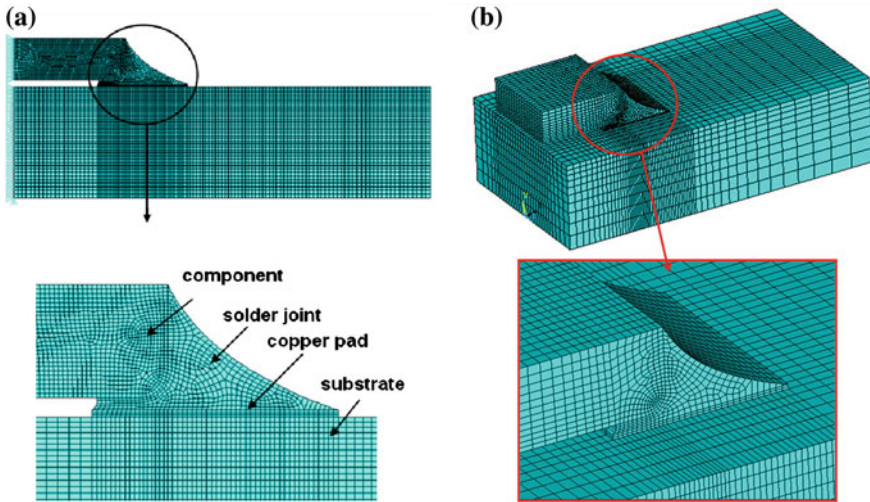 (a)
component
solder joint
copper pad
substrate
(b)